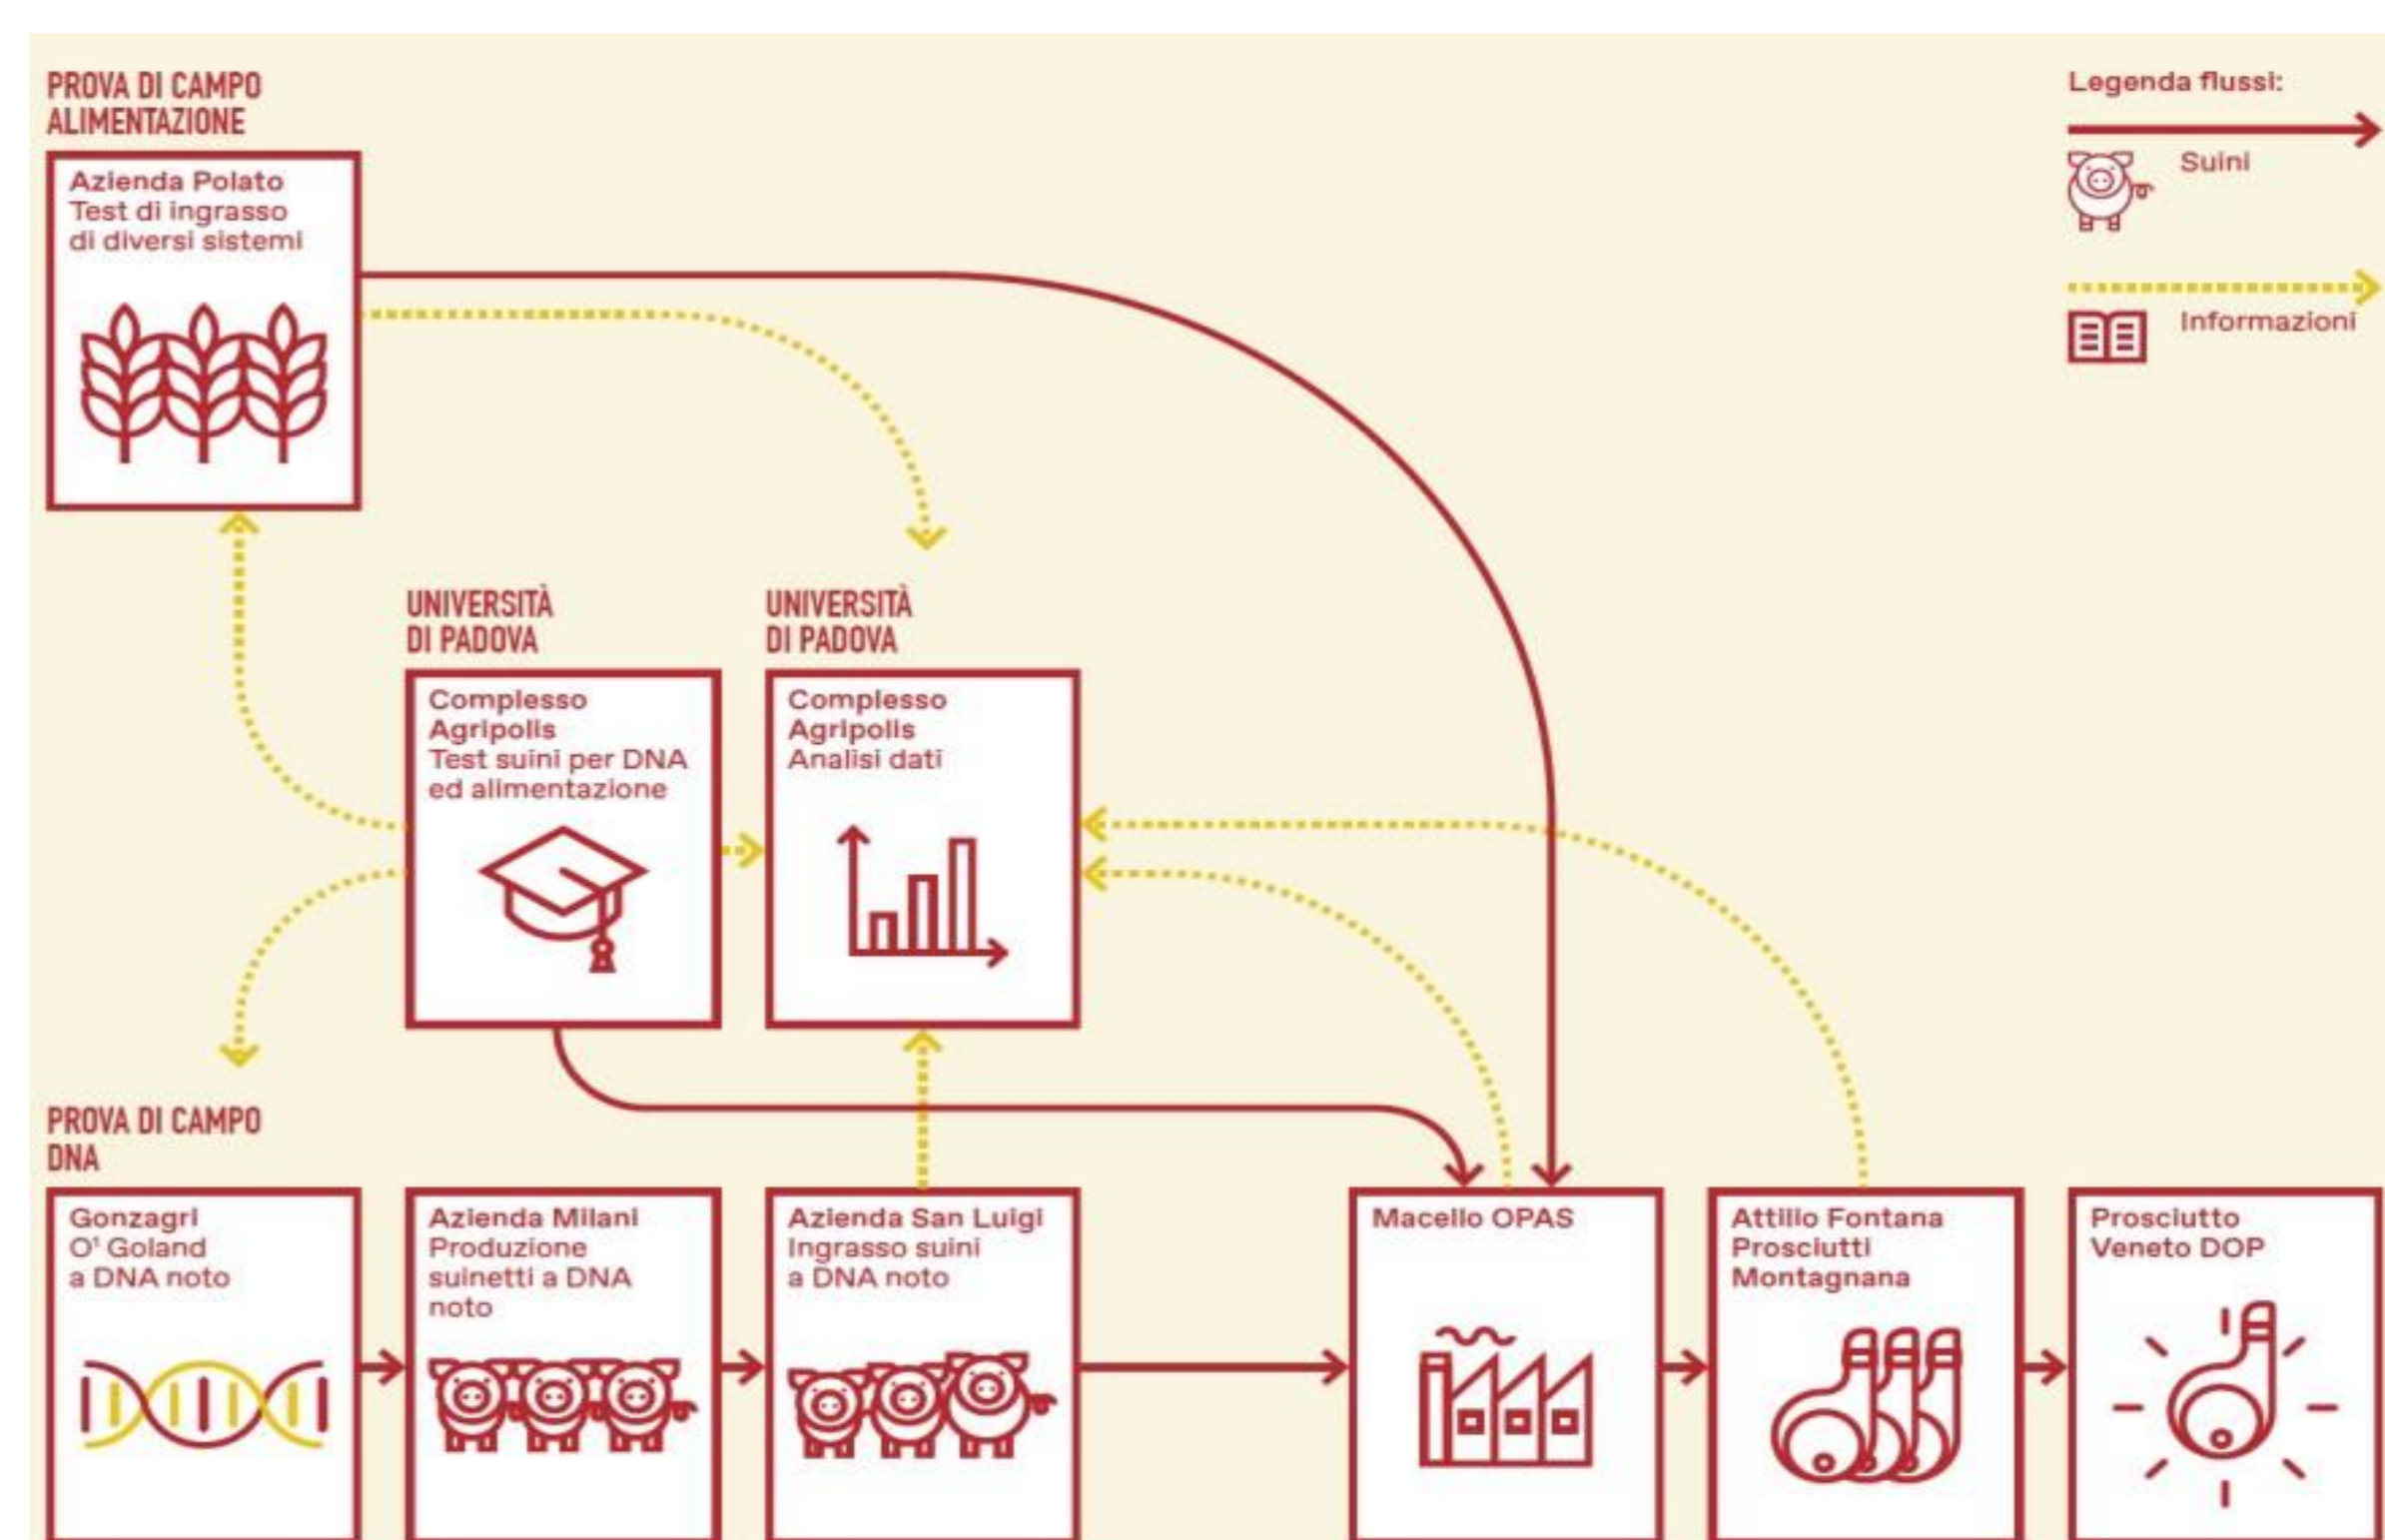 PROVA DI CAMPO
ALIMENTAZIONE
Azienda Polato
Test di ingrasso
di diversi sistemi
Legenda flussi:
Suini
Informazioni
UNIVERSITÀ
DI PADOVA
Complesso
Agripolis
Test suini per DNA
ed alimentazione
UNIVERSITÀ
DI PADOVA
Complesso
Agripolis
Analisi dati
PROVA DI CAMPO
DNA
Gonzagri
O¹ Goland
a DNA noto
Azienda Milani
Produzione
suinetti a DNA
noto
Azienda San Luigi
Ingrasso suini
a DNA noto
Macello OPAS
Attilio Fontana
Prosciutti
Montagnana
Prosciutto
Veneto DOP